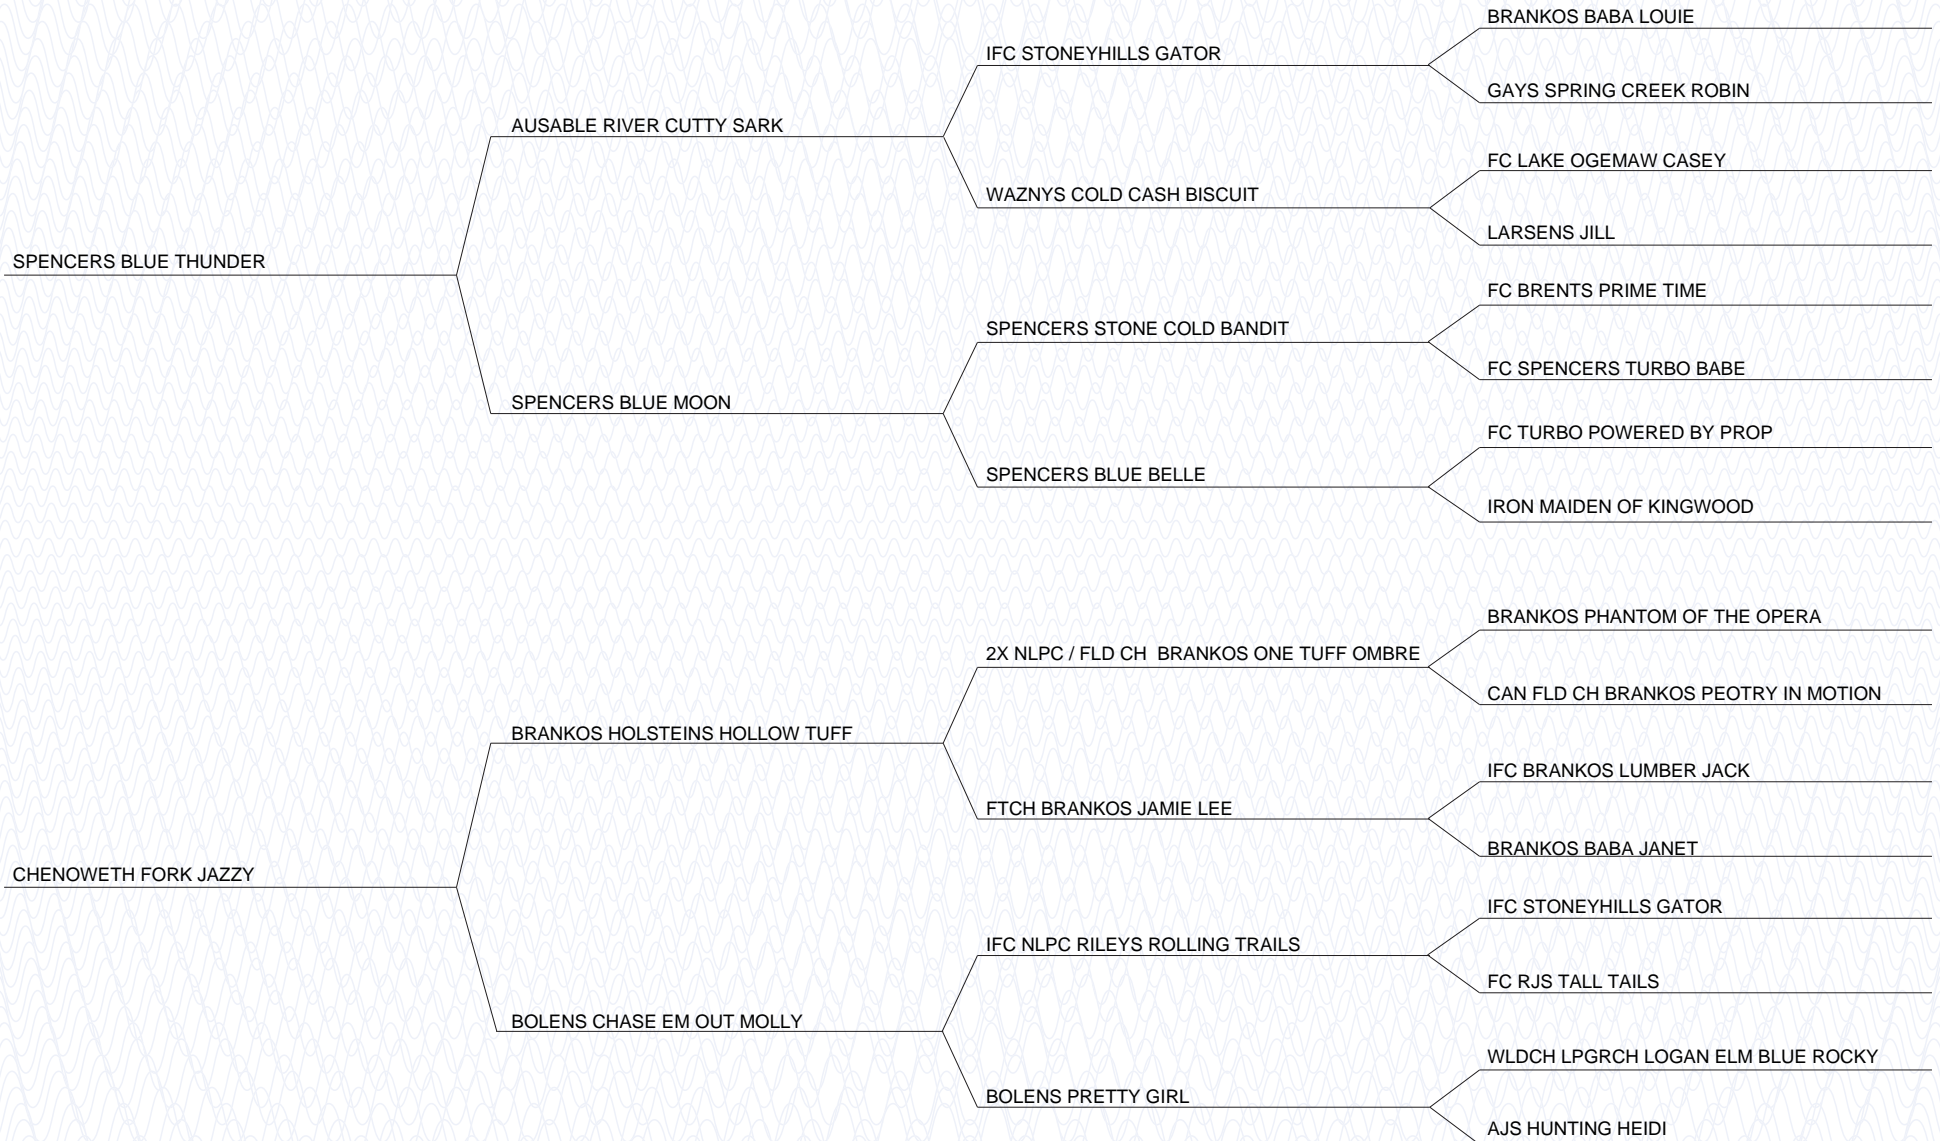 BRANKOS BABA LOUIE
IFC STONEYHILLS GATOR
GAYS SPRING CREEK ROBIN
AUSABLE RIVER CUTTY SARK
FC LAKE OGEMAW CASEY
WAZNYS COLD CASH BISCUIT
LARSENS JILL
SPENCERS BLUE THUNDER
FC BRENTS PRIME TIME
SPENCERS STONE COLD BANDIT
FC SPENCERS TURBO BABE
SPENCERS BLUE MOON
FC TURBO POWERED BY PROP
SPENCERS BLUE BELLE
IRON MAIDEN OF KINGWOOD
BRANKOS PHANTOM OF THE OPERA
2X NLPC / FLD CH  BRANKOS ONE TUFF OMBRE
CAN FLD CH BRANKOS PEOTRY IN MOTION
BRANKOS HOLSTEINS HOLLOW TUFF
IFC BRANKOS LUMBER JACK
FTCH BRANKOS JAMIE LEE
BRANKOS BABA JANET
CHENOWETH FORK JAZZY
IFC STONEYHILLS GATOR
IFC NLPC RILEYS ROLLING TRAILS
FC RJS TALL TAILS
BOLENS CHASE EM OUT MOLLY
WLDCH LPGRCH LOGAN ELM BLUE ROCKY
BOLENS PRETTY GIRL
AJS HUNTING HEIDI